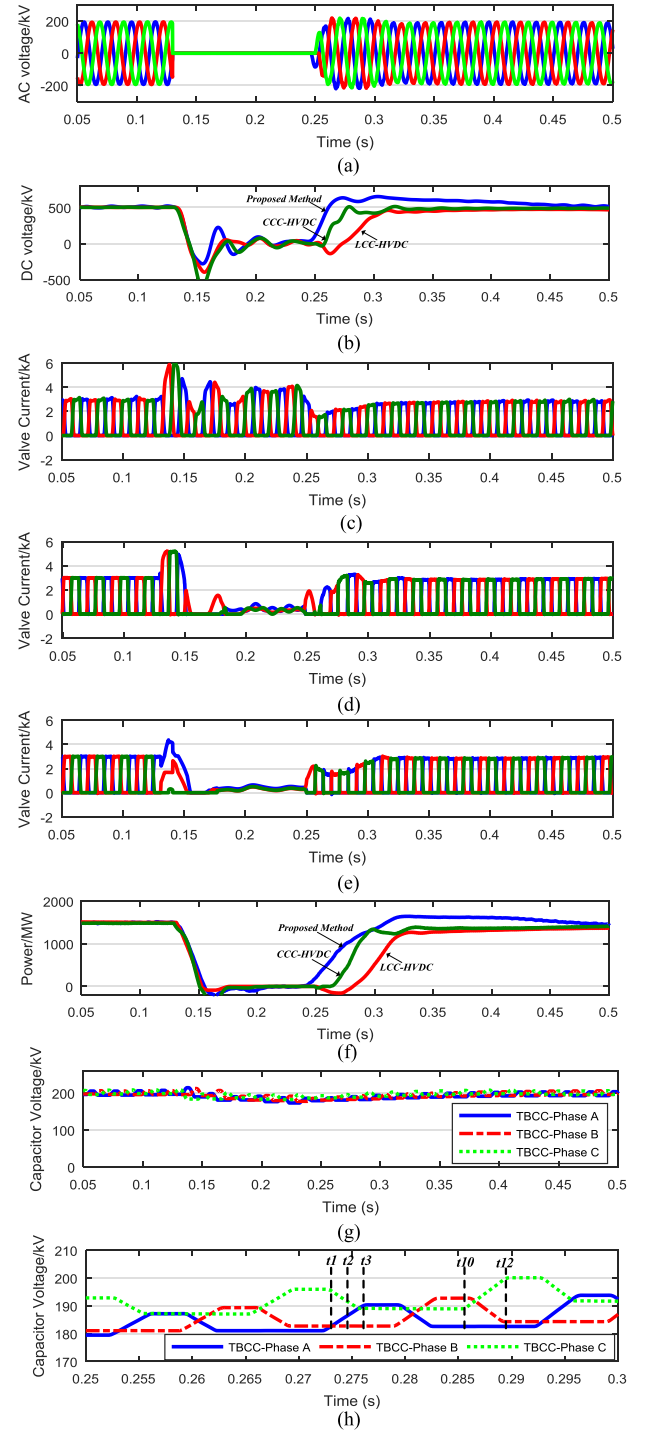 AC voltage/kV
200
0
-200
0.05 0.1 0.15 0.2 0.25 0.3 0.35 0.4 0.45 0.5
Time (s)
(a)
DC voltage/kV
500
0
-500
Proposed Method
CCC-HVDC
LCC-HVDC
0.05 0.1 0.15 0.2 0.25 0.3 0.35 0.4 0.45 0.5
Time (s)
(b)
Valve Current/kA
6
4
2
0
-2
0.05 0.1 0.15 0.2 0.25 0.3 0.35 0.4 0.45 0.5
Time (s)
(c)
Valve Current/kA
6
4
2
0
-2
0.05 0.1 0.15 0.2 0.25 0.3 0.35 0.4 0.45 0.5
Time (s)
(d)
Valve Current/kA
6
4
2
0
-2
0.05 0.1 0.15 0.2 0.25 0.3 0.35 0.4 0.45 0.5
Time (s)
(e)
Power/MW
2000
1000
0
Proposed Method
CCC-HVDC
LCC-HVDC
0.05 0.1 0.15 0.2 0.25 0.3 0.35 0.4 0.45 0.5
Time (s)
(f)
Capacitor Voltage/kV
200
100
0
TBCC-Phase A
TBCC-Phase B
TBCC-Phase C
0.05 0.1 0.15 0.2 0.25 0.3 0.35 0.4 0.45 0.5
Time (s)
(g)
Capacitor Voltage/kV
210
200
190
180
170
t1 t2 t3 t10 t12
TBCC-Phase A TBCC-Phase B TBCC-Phase C
0.25 0.255 0.26 0.265 0.27 0.275 0.28 0.285 0.29 0.295 0.3
Time (s)
(h)